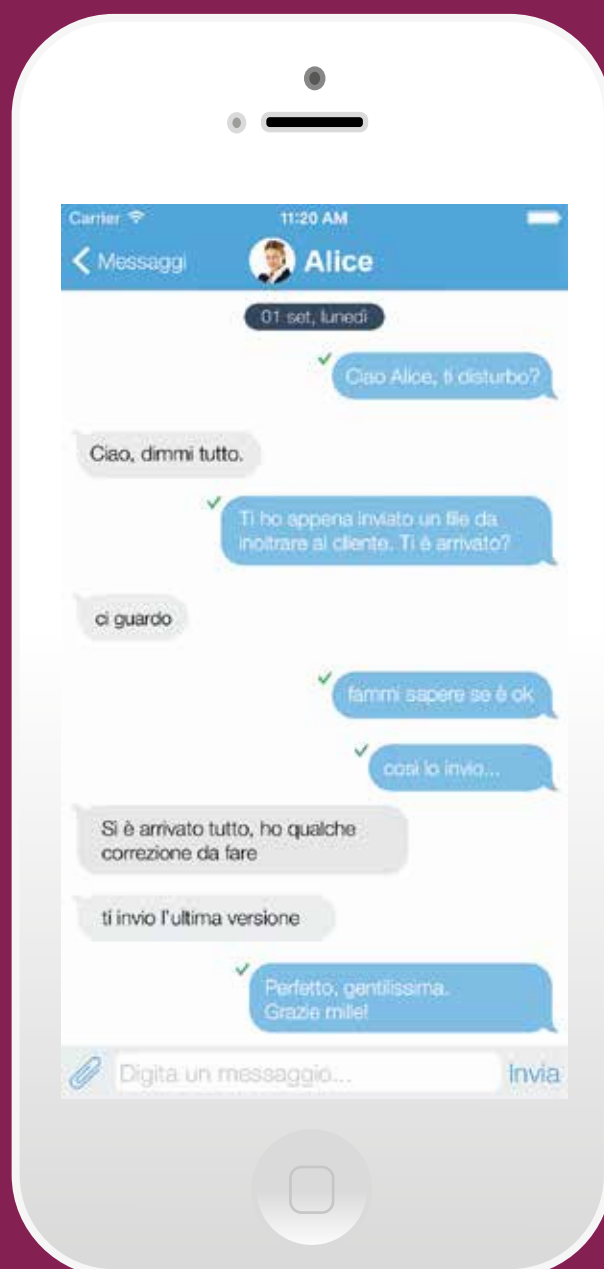 Carrier 11:20 AM
Messaggi Alice
01 set, lunedì
Ciao Alice, ti disturbo?
Ciao, dimmi tutto.
Ti ho appena inviato un file da
inoltrare al cliente. Ti è arrivato?
ci guardo
fammi sapere se è ok
così lo invio...
Sì è arrivato tutto, ho qualche
correzione da fare
ti invio l'ultima versione
Perfetto, gentilissima.
Grazie mille!
Digita un messaggio... Invia